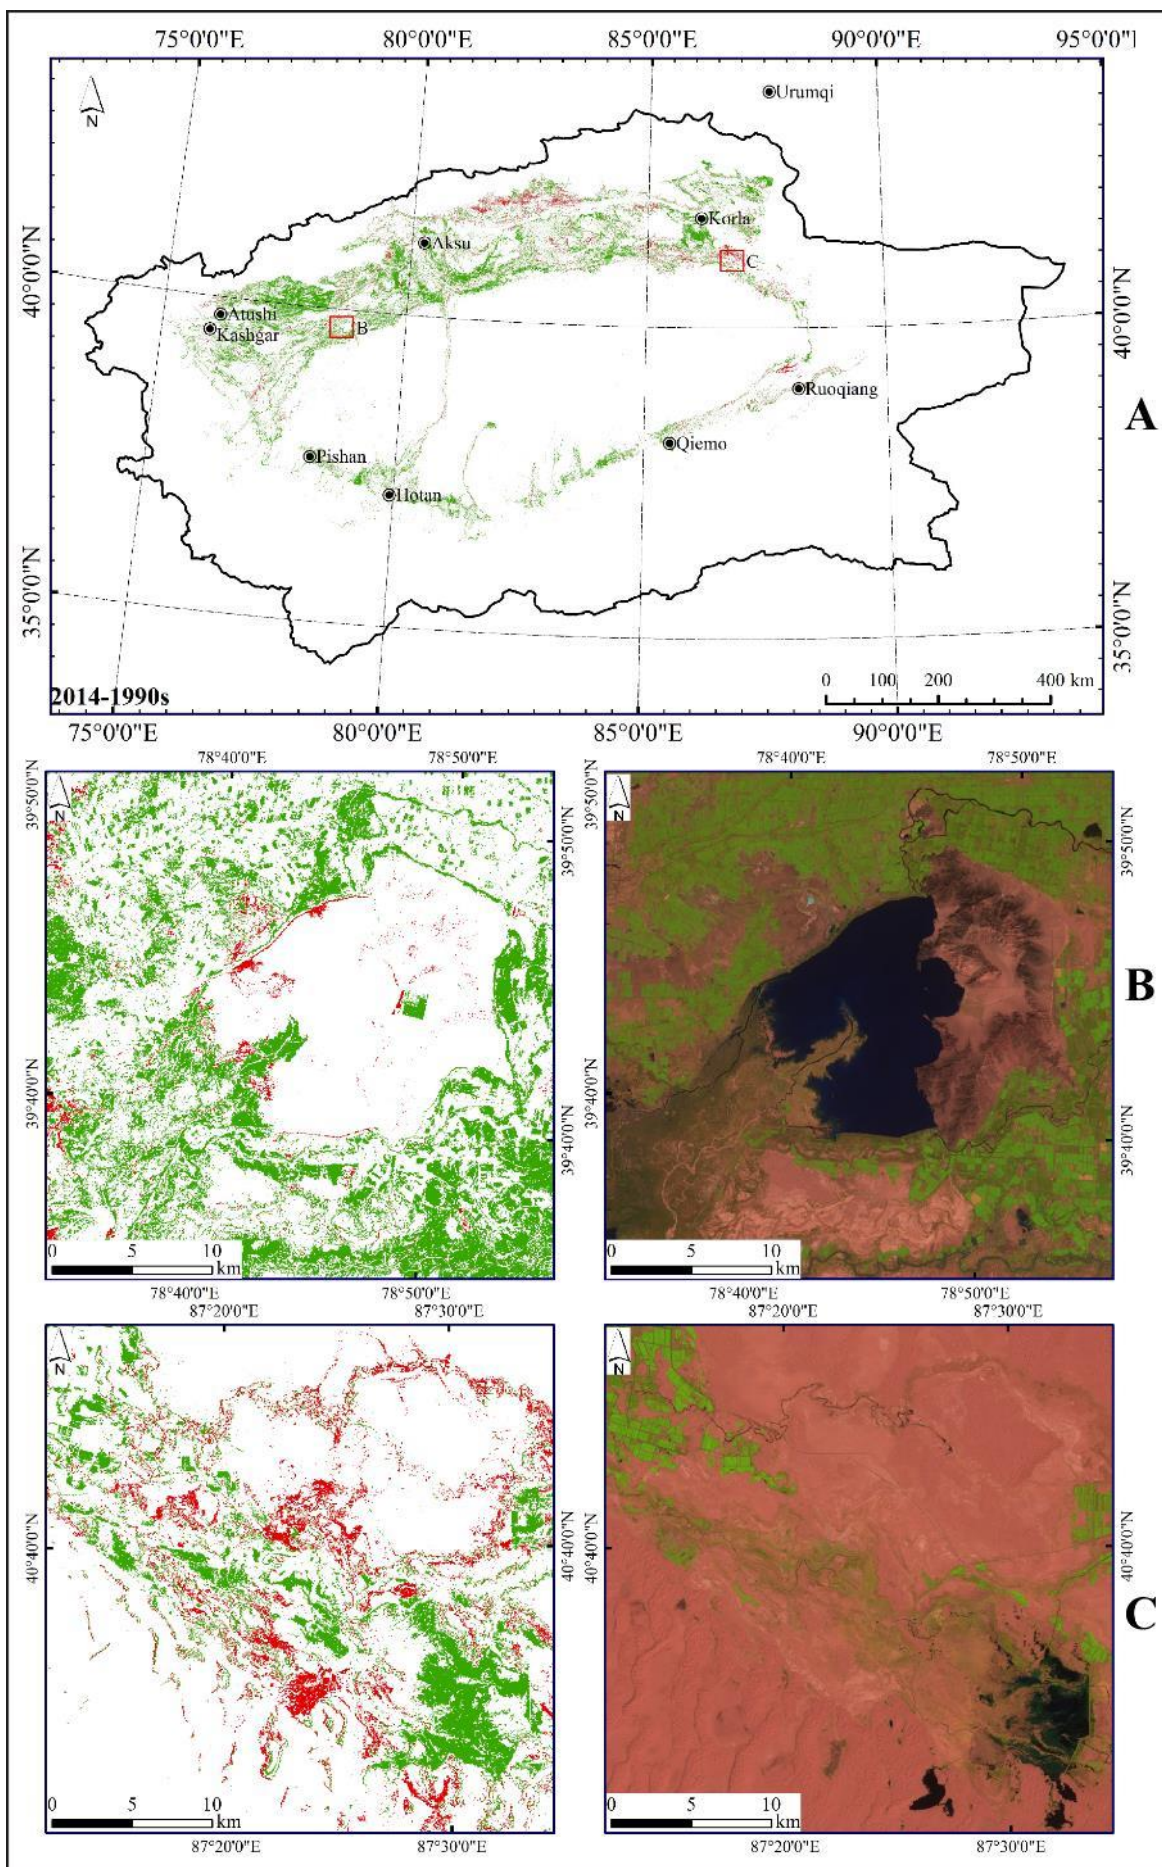 75°0'0"E 80°0'0"E 85°0'0"E 90°0'0"E 95°0'0"E
N
Urumqi
Korla
Aksu
C
40°0'0"N
40°0'0"N
Atushi
B
Kashgar
Ruoqiang
A
Qiemo
Pishan
Hotan
35°0'0"N
35°0'0"N
0 100 200 400 km
2014-1990s
75°0'0"E 80°0'0"E 85°0'0"E 90°0'0"E
78°40'0"E 78°50'0"E 78°40'0"E 78°50'0"E
N
N
39°50'0"N
39°50'0"N
39°50'0"N
39°50'0"N
B
39°40'0"N
39°40'0"N
39°40'0"N
39°40'0"N
0 5 10
km
0 5 10
km
78°40'0"E 78°50'0"E 78°40'0"E 78°50'0"E
87°20'0"E 87°30'0"E 87°20'0"E 87°30'0"E
N
N
40°40'0"N
40°40'0"N
40°40'0"N
40°40'0"N
C
0 5 10
km
0 5 10
km
87°20'0"E 87°30'0"E 87°20'0"E 87°30'0"E